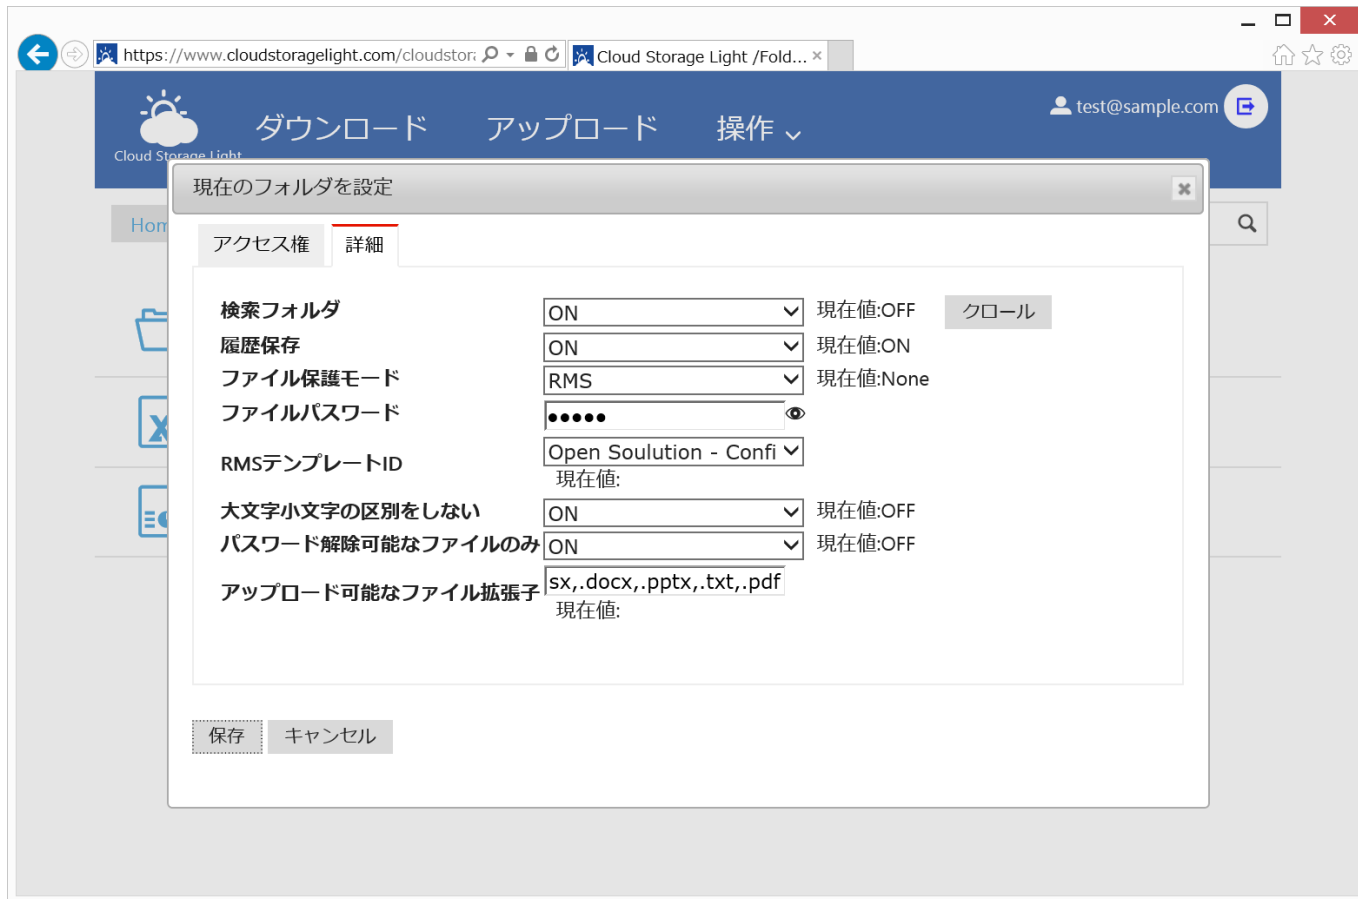 https://www.cloudstoragelight.com/cloudstor
Cloud Storage Light /Fold...
ダウンロード アップロード 操作
test@sample.com
Cloud Storage Light
現在のフォルダを設定
Hom
アクセス権 詳細
検索フォルダ ON 現在値:OFF クロール
履歴保存 ON 現在値:ON
ファイル保護モード RMS 現在値:None
ファイルパスワード •••••
RMSテンプレートID Open Soulution - Confi
現在値:
大文字小文字の区別をしない ON 現在値:OFF
パスワード解除可能なファイルのみ ON 現在値:OFF
アップロード可能なファイル拡張子 sx,.docx,.pptx,.txt,.pdf
現在値:
保存 キャンセル